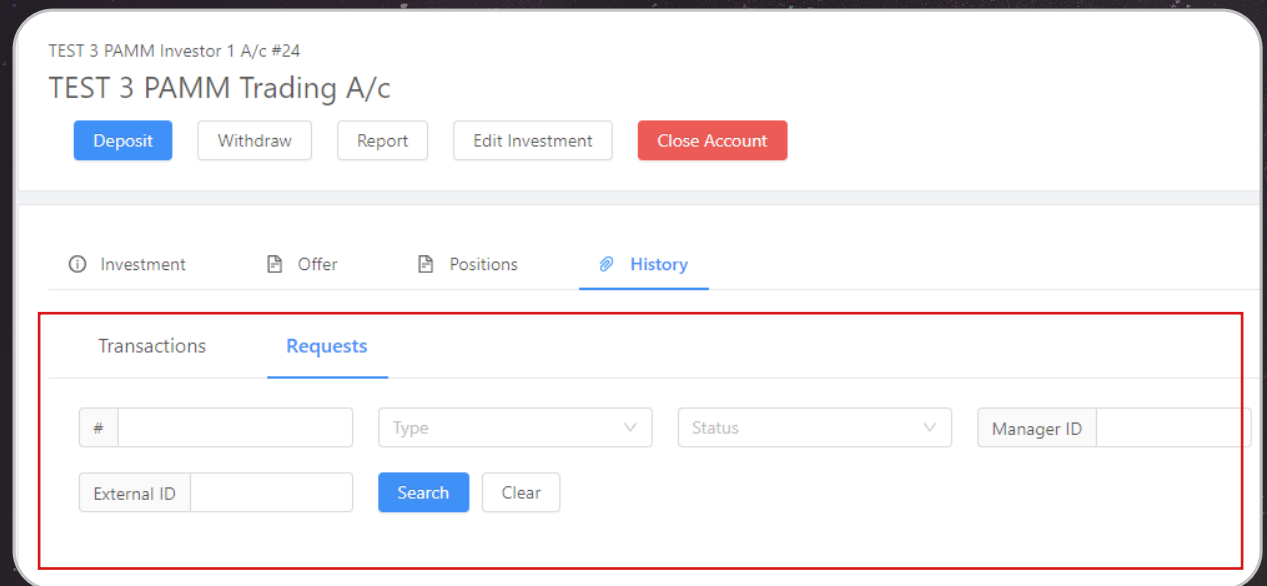 TEST 3 PAMM Investor 1 A/c #24
TEST 3 PAMM Trading A/c
Deposit Withdraw Report Edit Investment Close Account
Investment Offer Positions History
Transactions Requests
# Type Status Manager ID
External ID Search Clear